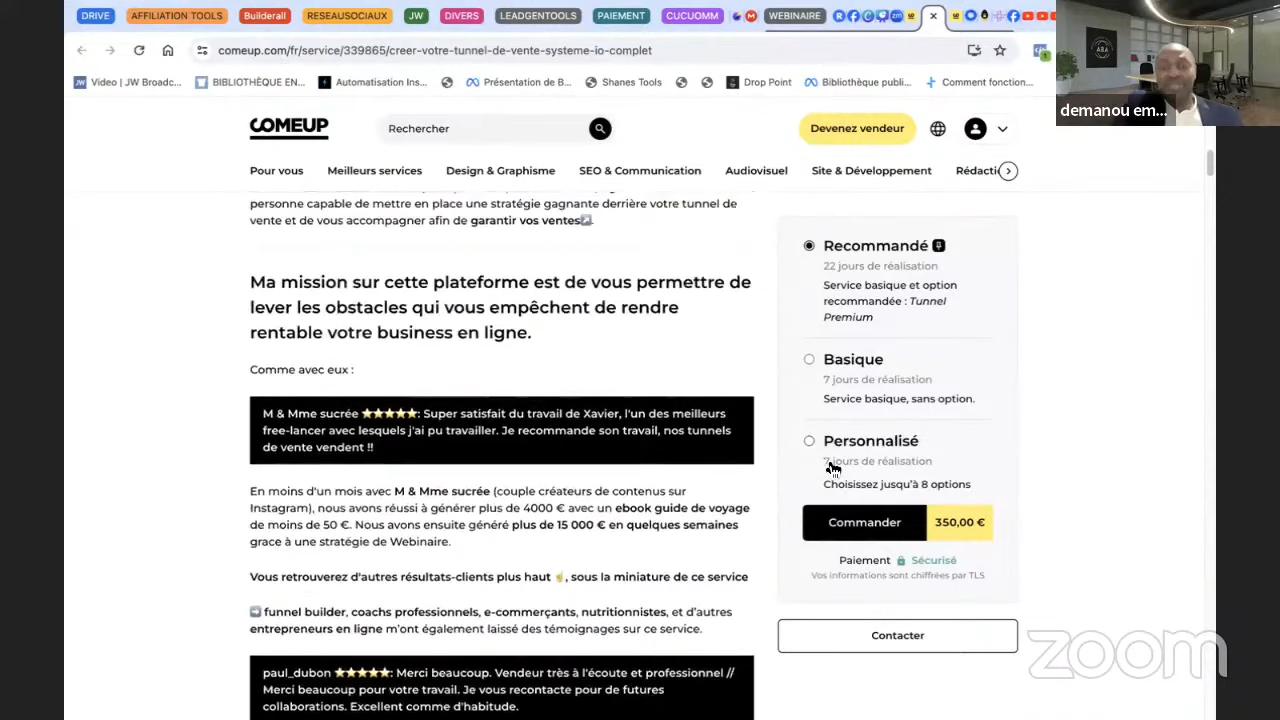 DRIVE
AFFILIATION TOOLS
Builderall
RESEAUSOCIAUX
JW
DIVERS
LEADGENTOOLS
PAIEMENT
CUCUOMM
WEBINAIRE
comeup.com/fr/service/339865/creer-votre-tunnel-de-vente-systeme-io-complet
Video | JW Broadc...
BIBLIOTHÈQUE EN...
Automatisation Ins...
Présentation de B...
Shanes Tools
Drop Point
Bibliothèque publi...
Comment fonction...
demanou em...
COMEUP
Rechercher
Devenez vendeur
Pour vous
Meilleurs services
Design & Graphisme
SEO & Communication
Audiovisuel
Site & Développement
Rédacti
personne capable de mettre en place une stratégie gagnante derrière votre tunnel de
vente et de vous accompagner afin de garantir vos ventes↗.
Ma mission sur cette plateforme est de vous permettre de
lever les obstacles qui vous empêchent de rendre
rentable votre business en ligne.
Comme avec eux :
M & Mme sucrée ⭐⭐⭐⭐⭐: Super satisfait du travail de Xavier, l'un des meilleurs
free-lancer avec lesquels j'ai pu travailler. Je recommande son travail, nos tunnels
de vente vendent !!
En moins d'un mois avec M & Mme sucrée (couple créateurs de contenus sur
Instagram), nous avons réussi à générer plus de 4000 € avec un ebook guide de voyage
de moins de 50 €. Nous avons ensuite généré plus de 15 000 € en quelques semaines
grace à une stratégie de Webinaire.
Vous retrouverez d'autres résultats-clients plus haut ☝, sous la miniature de ce service
➡ funnel builder, coachs professionnels, e-commerçants, nutritionnistes, et d'autres
entrepreneurs en ligne m'ont également laissé des témoignages sur ce service.
paul_dubon ⭐⭐⭐⭐⭐: Merci beaucoup. Vendeur très à l'écoute et professionnel //
Merci beaucoup pour votre travail. Je vous recontacte pour de futures
collaborations. Excellent comme d'habitude.
Recommandé
22 jours de réalisation
Service basique et option
recommandée : Tunnel
Premium
Basique
7 jours de réalisation
Service basique, sans option.
Personnalisé
7 jours de réalisation
Choisissez jusqu'à 8 options
Commander
350,00 €
Paiement Sécurisé
Vos informations sont chiffrées par TLS
Contacter
zoom